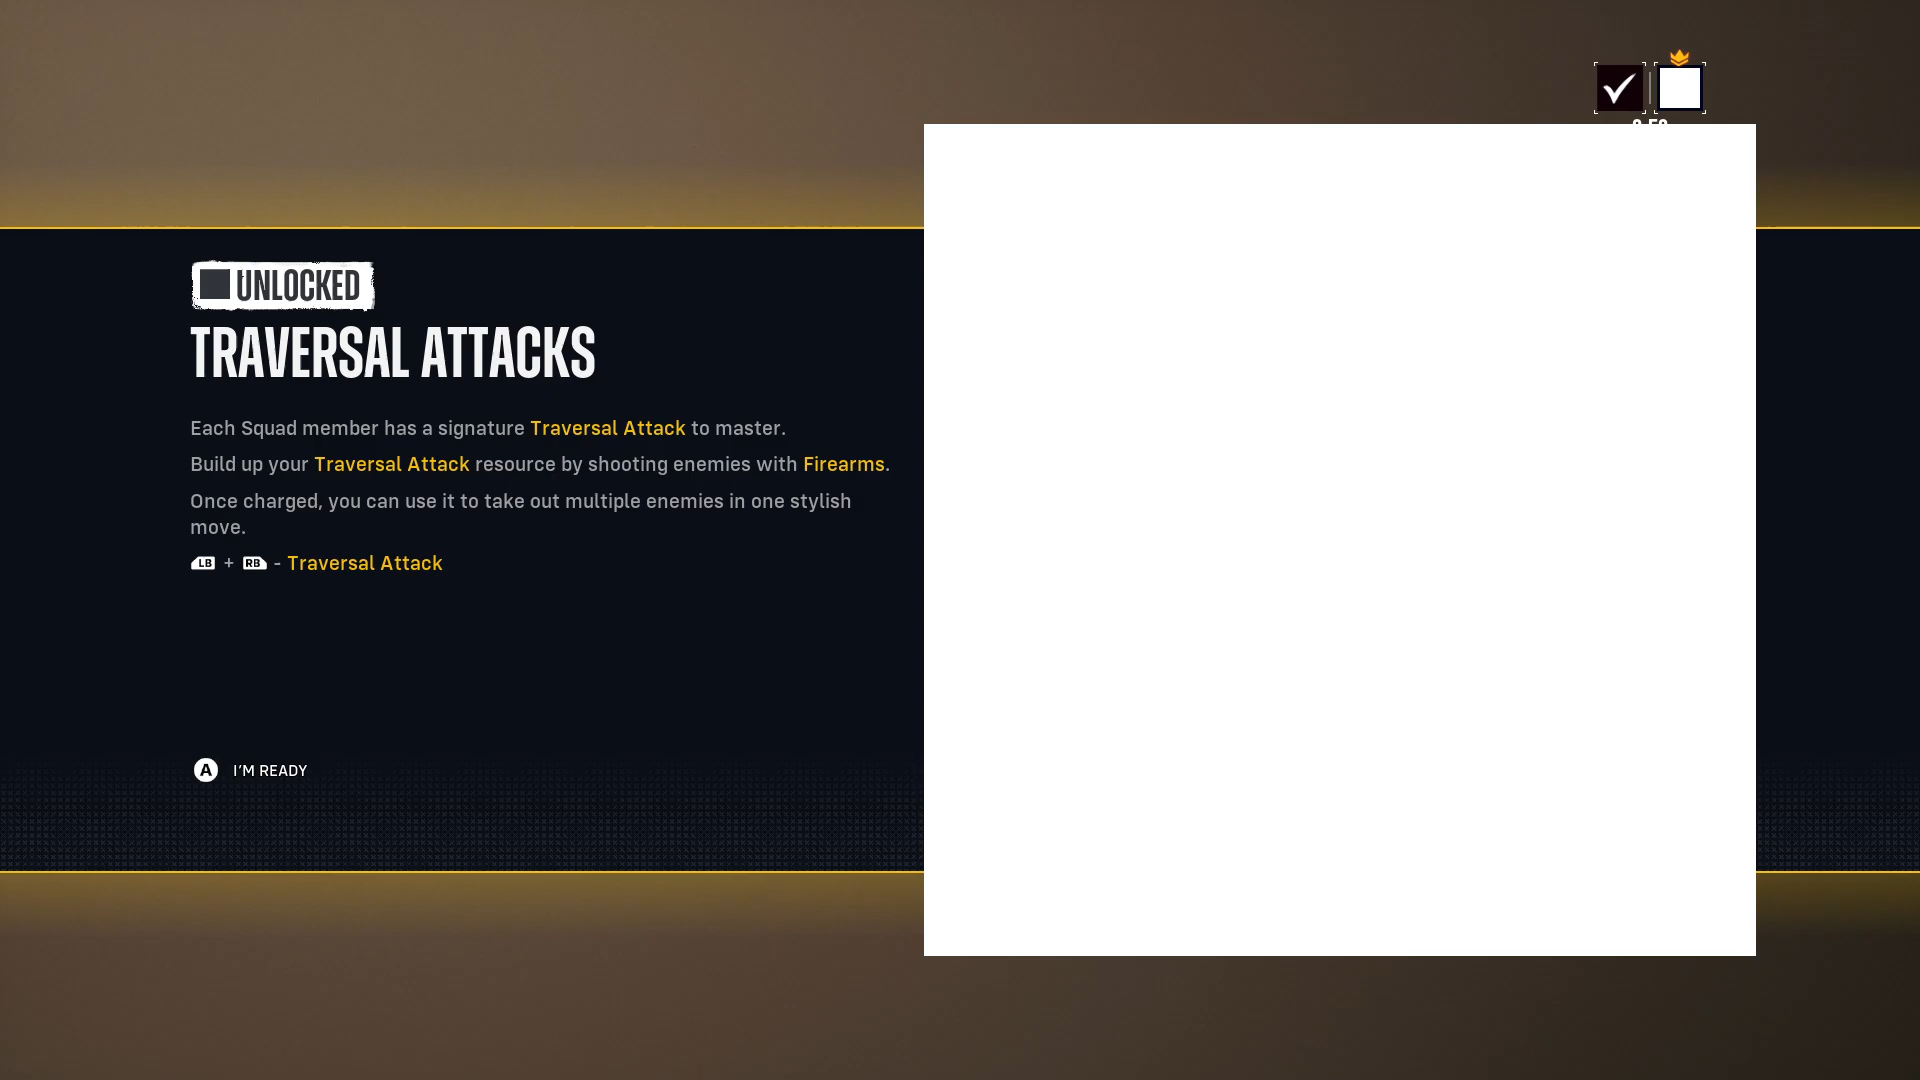 UNLOCKED
TRAVERSAL ATTACKS
Each Squad member has a signature Traversal Attack to master.
Build up your Traversal Attack resource by shooting enemies with Firearms.
Once charged, you can use it to take out multiple enemies in one stylish
move.
LB + RB - Traversal Attack
A I'M READY